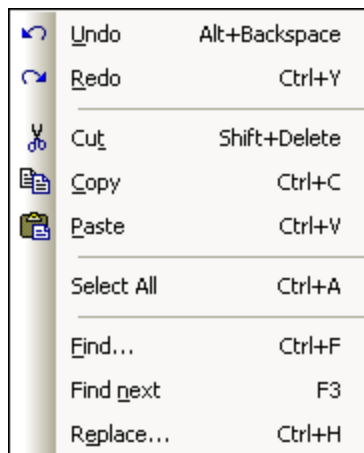 Undo Alt+Backspace
Redo Ctrl+Y
Cut Shift+Delete
Copy Ctrl+C
Paste Ctrl+V
Select All Ctrl+A
Find... Ctrl+F
Find next F3
Replace... Ctrl+H